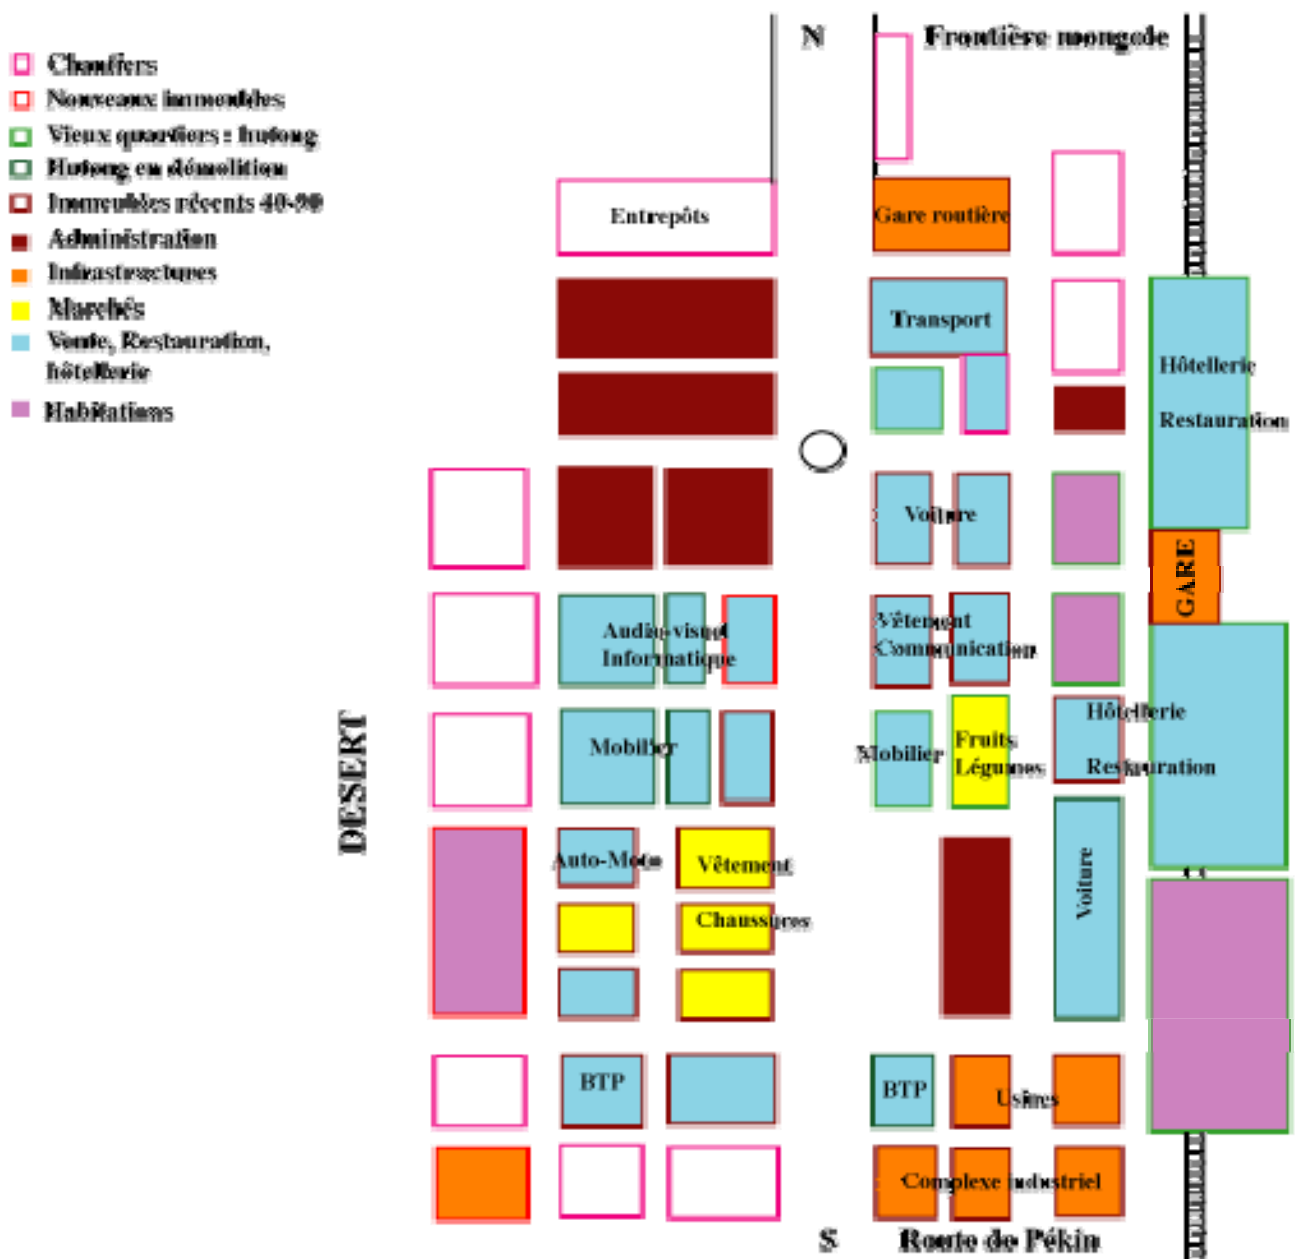 N
Frontière mongole
Chantiers
Nouveaux immeubles
Vieux quartiers : hutong
Hutong en démolition
Immeubles récents 40-90
Administration
Infrastructures
Marchés
Vente, Restauration,
hôtellerie
Habitations
Entrepôts
Gare routière
Transport
Hôtellerie
Restauration
Voiture
GARE
Audio-visuel
Informatique
Vêtement
Communication
DESERT
Mobilier
Mobilier
Fruits
Légumes
Hôtellerie
Restauration
Auto-Moto
Vêtement
Chaussures
Voiture
BTP
BTP
Usines
Complexe industriel
S
Route de Pékin